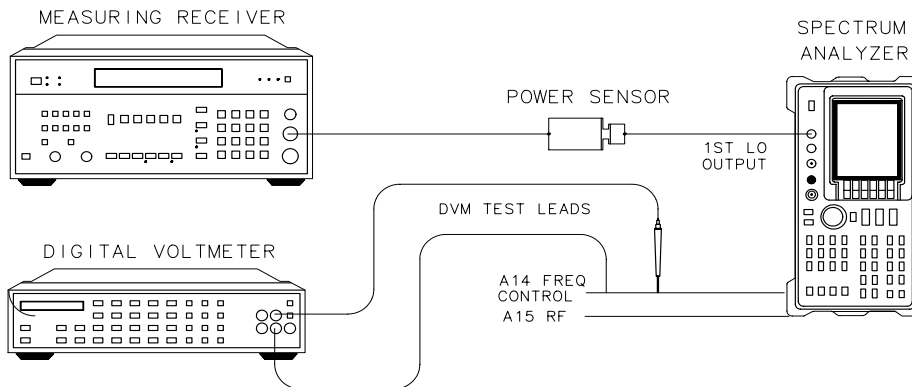 MEASURING RECEIVER
SPECTRUM
ANALYZER
POWER SENSOR
1ST LO
OUTPUT
DVM TEST LEADS
DIGITAL VOLTMETER
A14 FREQ
CONTROL
A15 RF